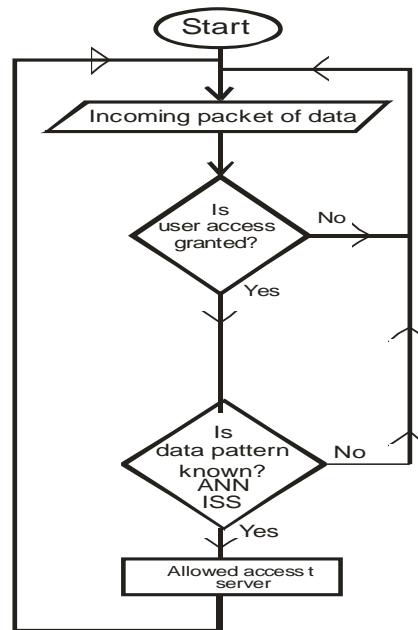 Start
Incoming packet of data
Is
user access
granted?
No
Yes
Is
data pattern
known?
ANN
ISS
No
Yes
Allowed access t
server